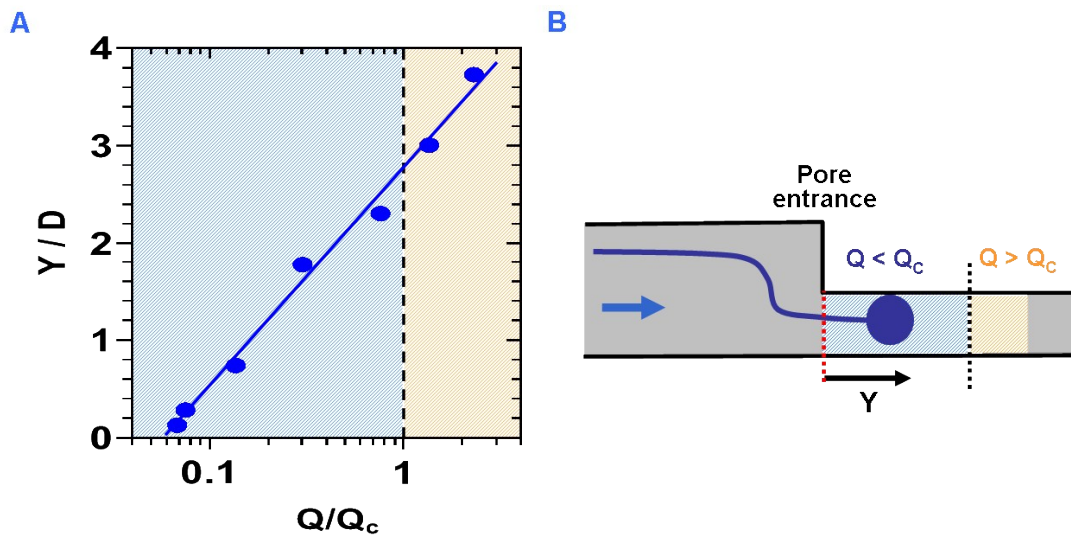 A
4
3
2
1
0
Y / D
0.1
1
Q/Qc
B
Pore
entrance
Q < QC
Q > QC
Y